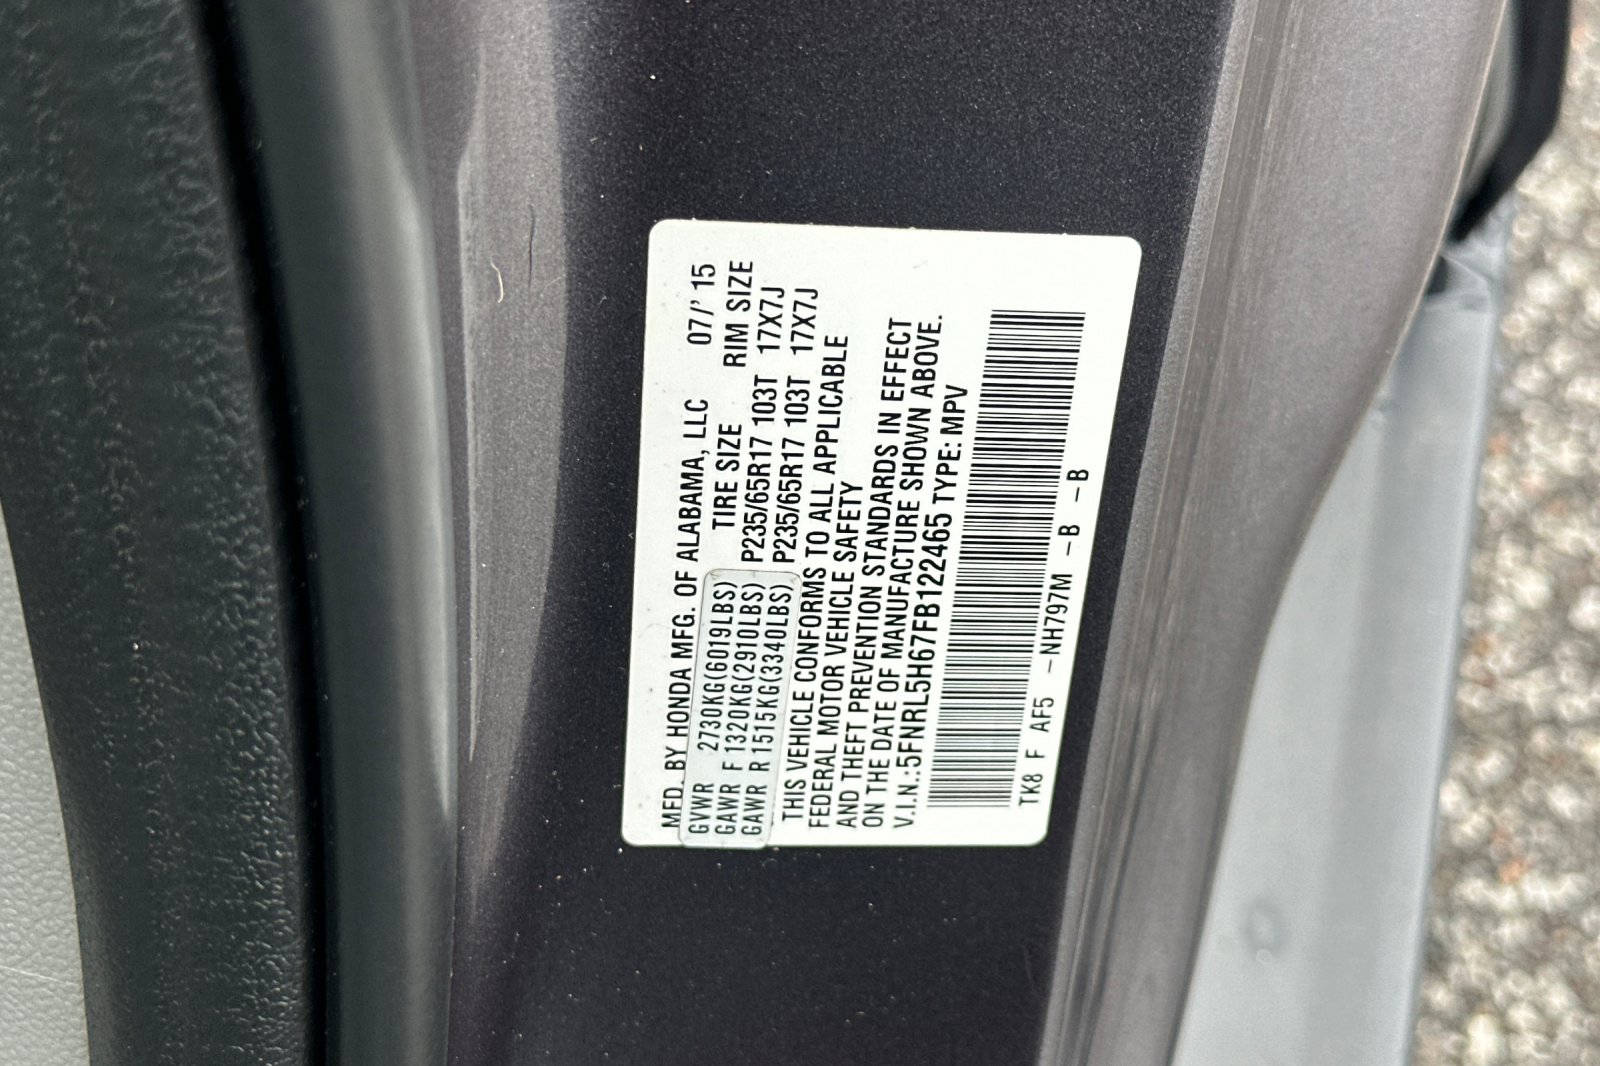 MFD. BY HONDA MFG. OF ALABAMA, LLC 07/' 15
GVWR 2730KG(6019LBS) TIRE SIZE RIM SIZE
GAWR F 1320KG(2910LBS) P235/65R17 103T 17X7J
GAWR R 1515KG(3340LBS) P235/65R17 103T 17X7J
THIS VEHICLE CONFORMS TO ALL APPLICABLE
FEDERAL MOTOR VEHICLE SAFETY
AND THEFT PREVENTION STANDARDS IN EFFECT
ON THE DATE OF MANUFACTURE SHOWN ABOVE.
V.I.N.:5FNRL5H67FB122465 TYPE: MPV
TK8 F AF5 -NH797M -B -B